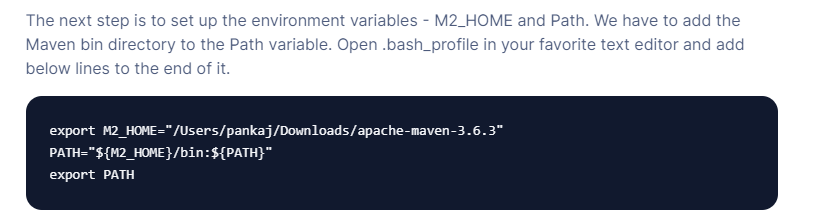 The next step is to set up the environment variables - M2_HOME and Path. We have to add the
Maven bin directory to the Path variable. Open .bash_profile in your favorite text editor and add
below lines to the end of it.
export M2_HOME="/Users/pankaj/Downloads/apache-maven-3.6.3"
PATH="${M2_HOME}/bin:${PATH}"
export PATH